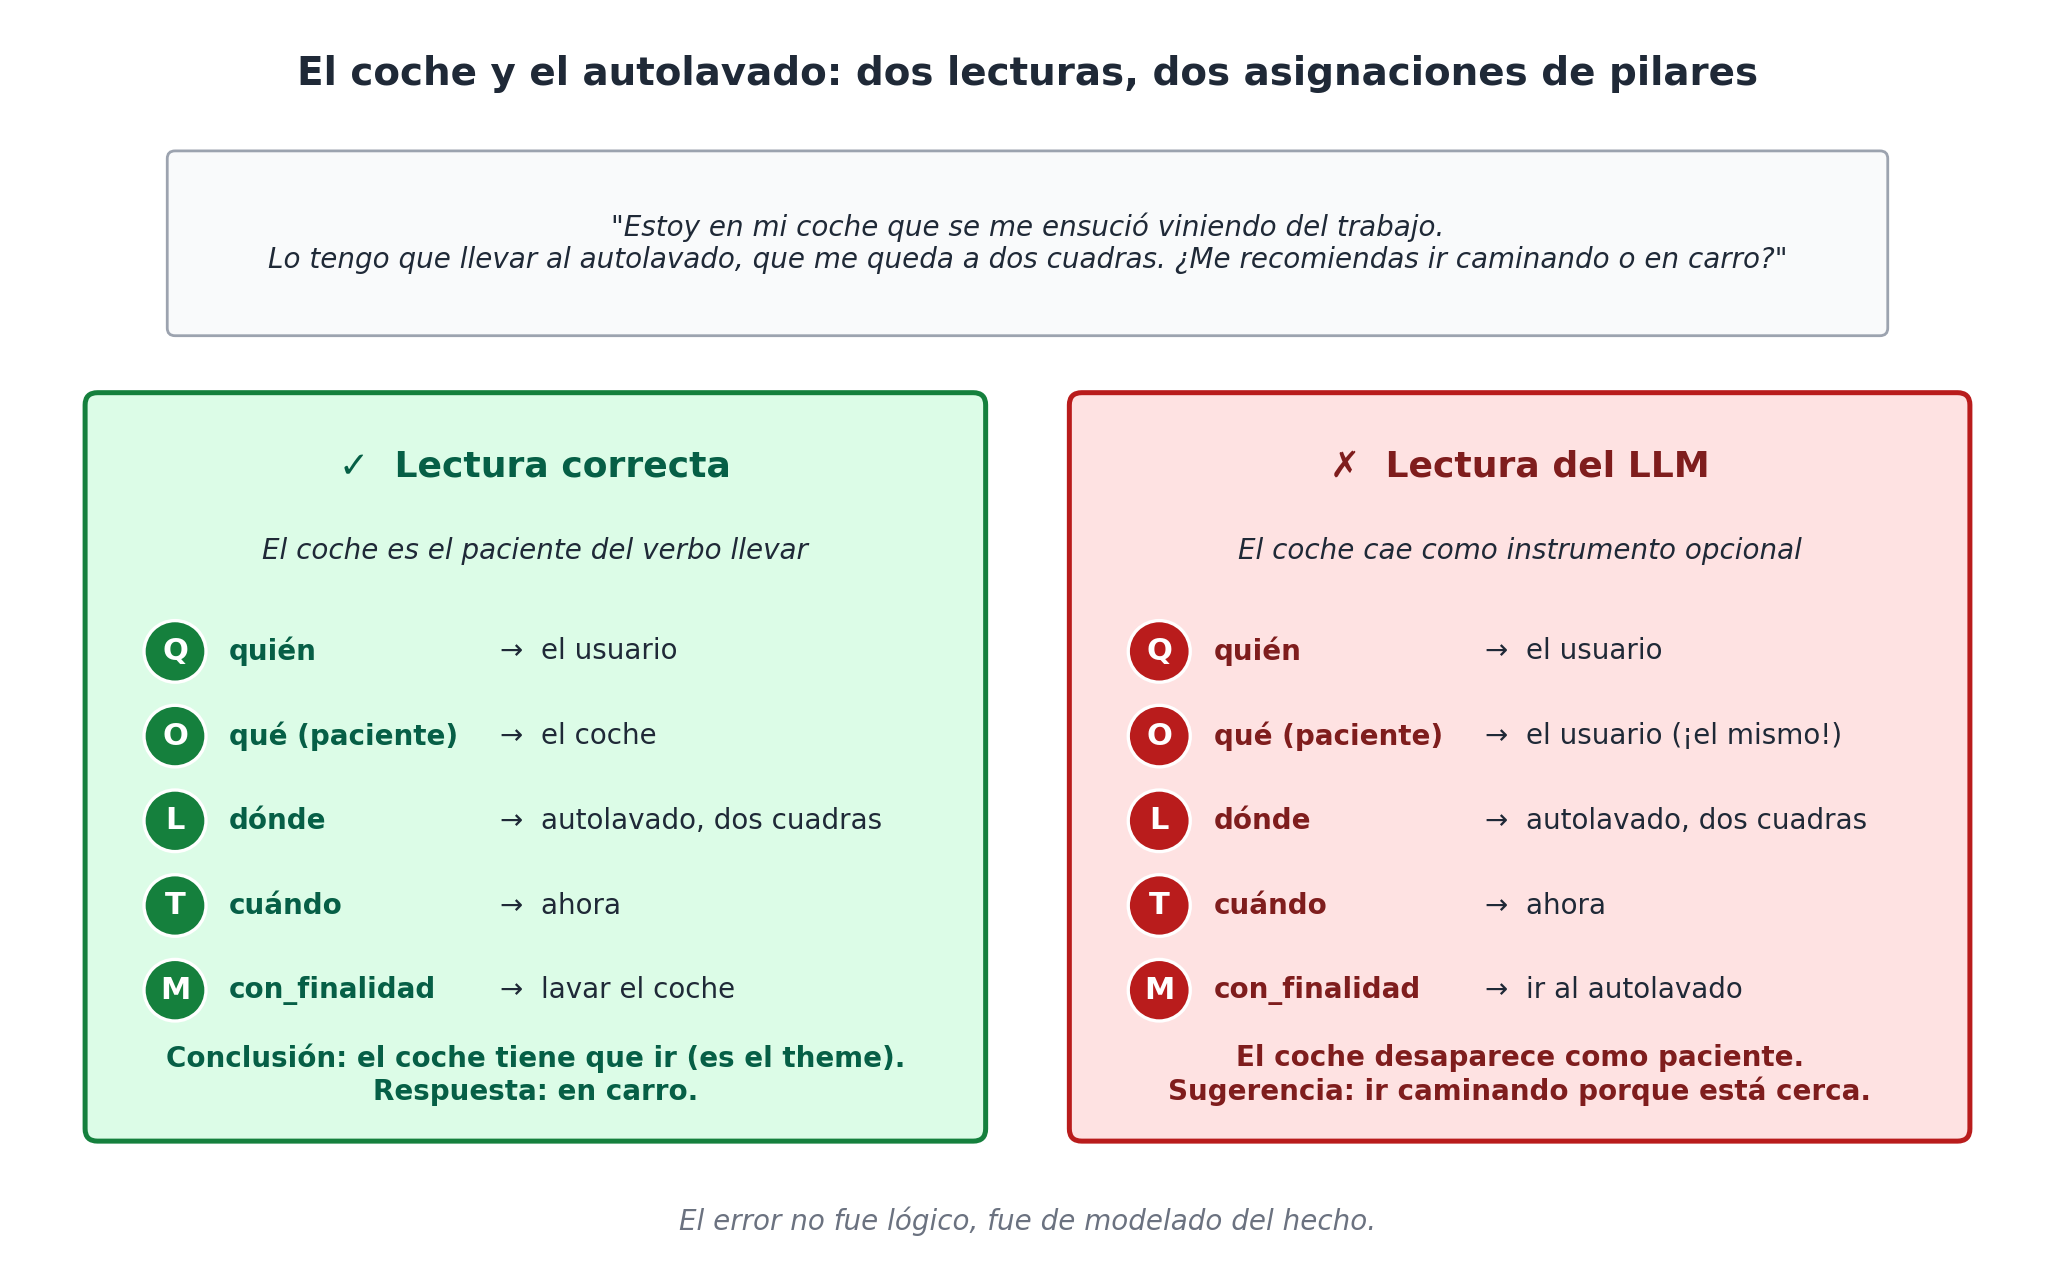 El coche y el autolavado: dos lecturas, dos asignaciones de pilares
"Estoy en mi coche que se me ensució viniendo del trabajo.
Lo tengo que llevar al autolavado, que me queda a dos cuadras. ¿Me recomiendas ir caminando o en carro?"
✓ Lectura correcta
El coche es el paciente del verbo llevar
Q quién → el usuario
O qué (paciente) → el coche
L dónde → autolavado, dos cuadras
T cuándo → ahora
M con_finalidad → lavar el coche
Conclusión: el coche tiene que ir (es el theme).
Respuesta: en carro.
✗ Lectura del LLM
El coche cae como instrumento opcional
Q quién → el usuario
O qué (paciente) → el usuario (¡el mismo!)
L dónde → autolavado, dos cuadras
T cuándo → ahora
M con_finalidad → ir al autolavado
El coche desaparece como paciente.
Sugerencia: ir caminando porque está cerca.
El error no fue lógico, fue de modelado del hecho.